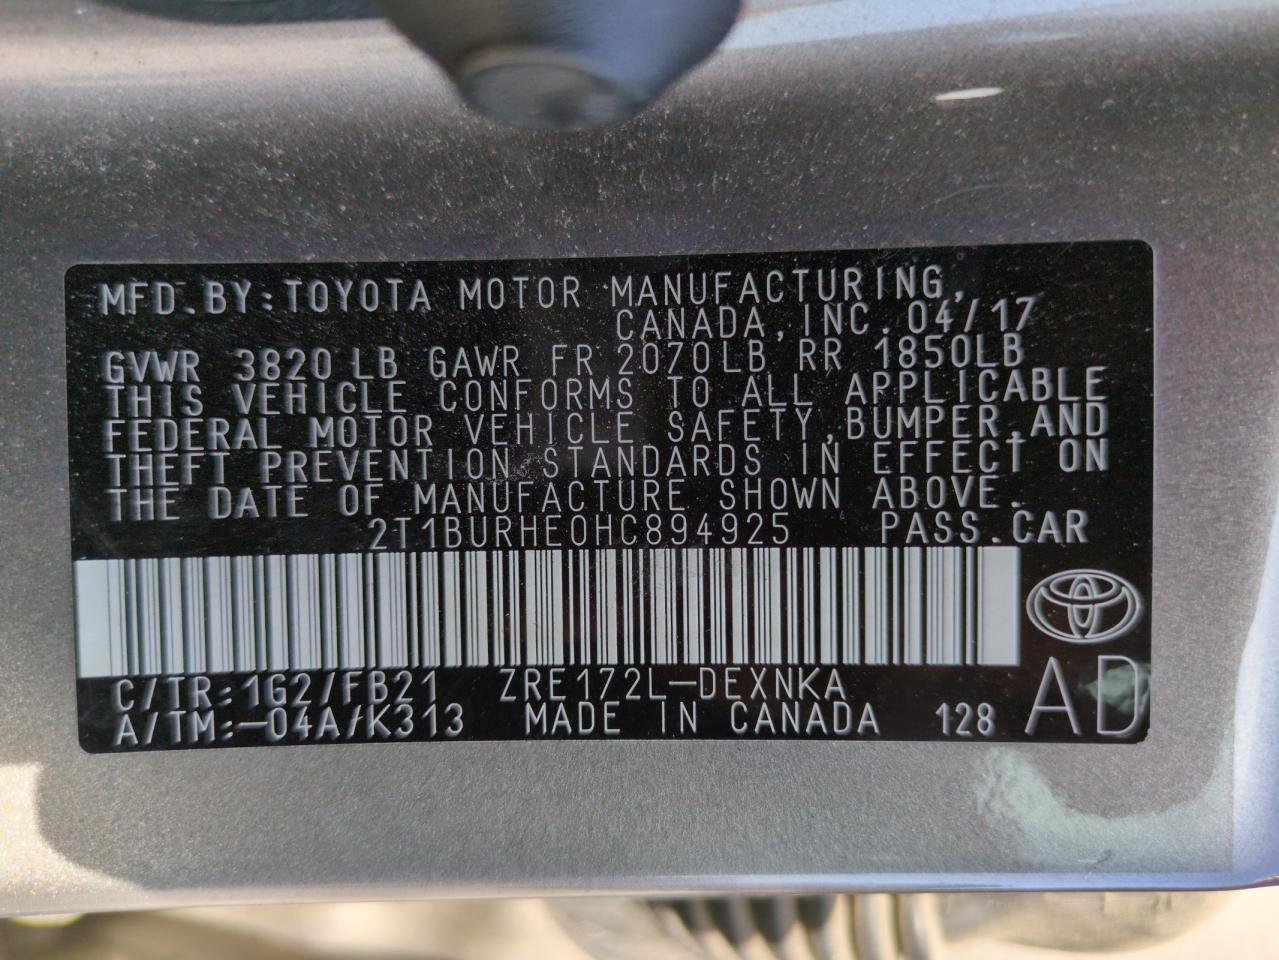 MFD.BY:TOYOTA MOTOR MANUFACTURING,
CANADA,INC.04/17
GVWR 3820LB GAWR FR 2070LB RR 1850LB
THIS VEHICLE CONFORMS TO ALL APPLICABLE
FEDERAL MOTOR VEHICLE SAFETY,BUMPER,AND
THEFT PREVENTION STANDARDS IN EFFECT ON
THE DATE OF MANUFACTURE SHOWN ABOVE.
2T1BURHE0HC894925 PASS.CAR
C/TR:1G2/FB21 ZRE172L-DEXNKA
A/TM:-04A/K313 MADE IN CANADA 128 AD